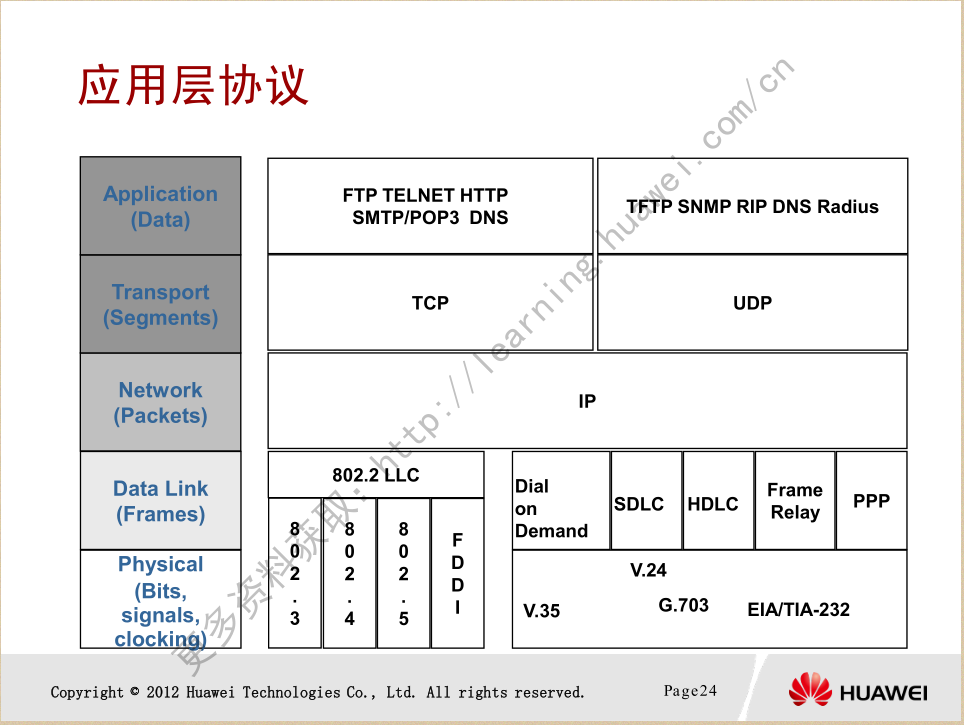 应用层协议
Application
(Data)
FTP TELNET HTTP
SMTP/POP3 DNS
TFTP SNMP RIP DNS Radius
Transport
(Segments)
TCP
UDP
Network
(Packets)
IP
Data Link
(Frames)
802.2 LLC
Dial
on
Demand
SDLC
HDLC
Frame
Relay
PPP
Physical
(Bits,
signals,
clocking)
802.3
802.4
802.5
FDDI
V.24
V.35
G.703
EIA/TIA-232
更多资料获取:http://learning.huawei.com/cn
Copyright © 2012 Huawei Technologies Co., Ltd. All rights reserved.
Page24
HUAWEI